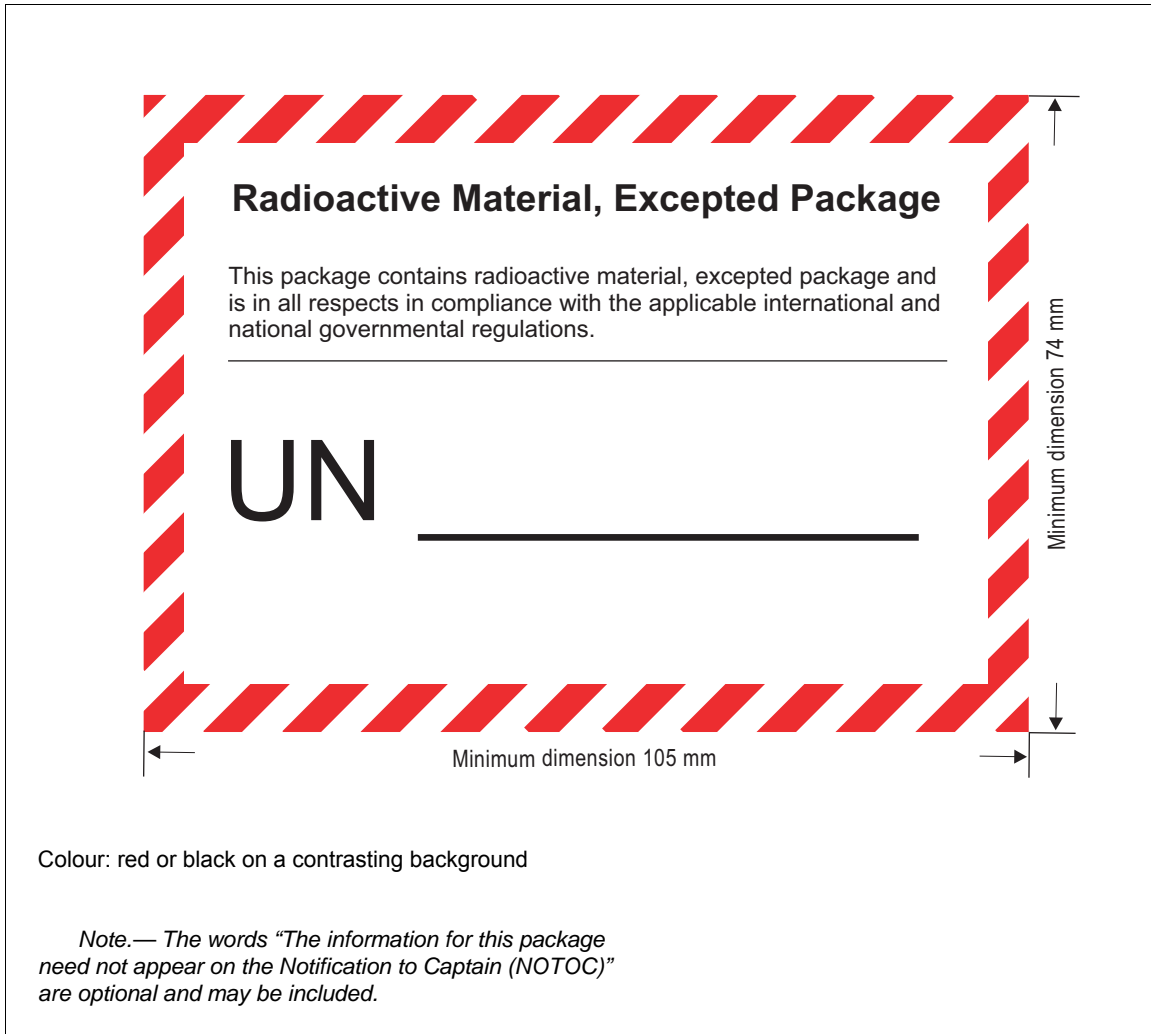 Radioactive Material, Excepted Package
This package contains radioactive material, excepted package and
is in all respects in compliance with the applicable international and
national governmental regulations.
UN
Minimum dimension 74 mm
Minimum dimension 105 mm
Colour: red or black on a contrasting background
Note.— The words “The information for this package
need not appear on the Notification to Captain (NOTOC)”
are optional and may be included.